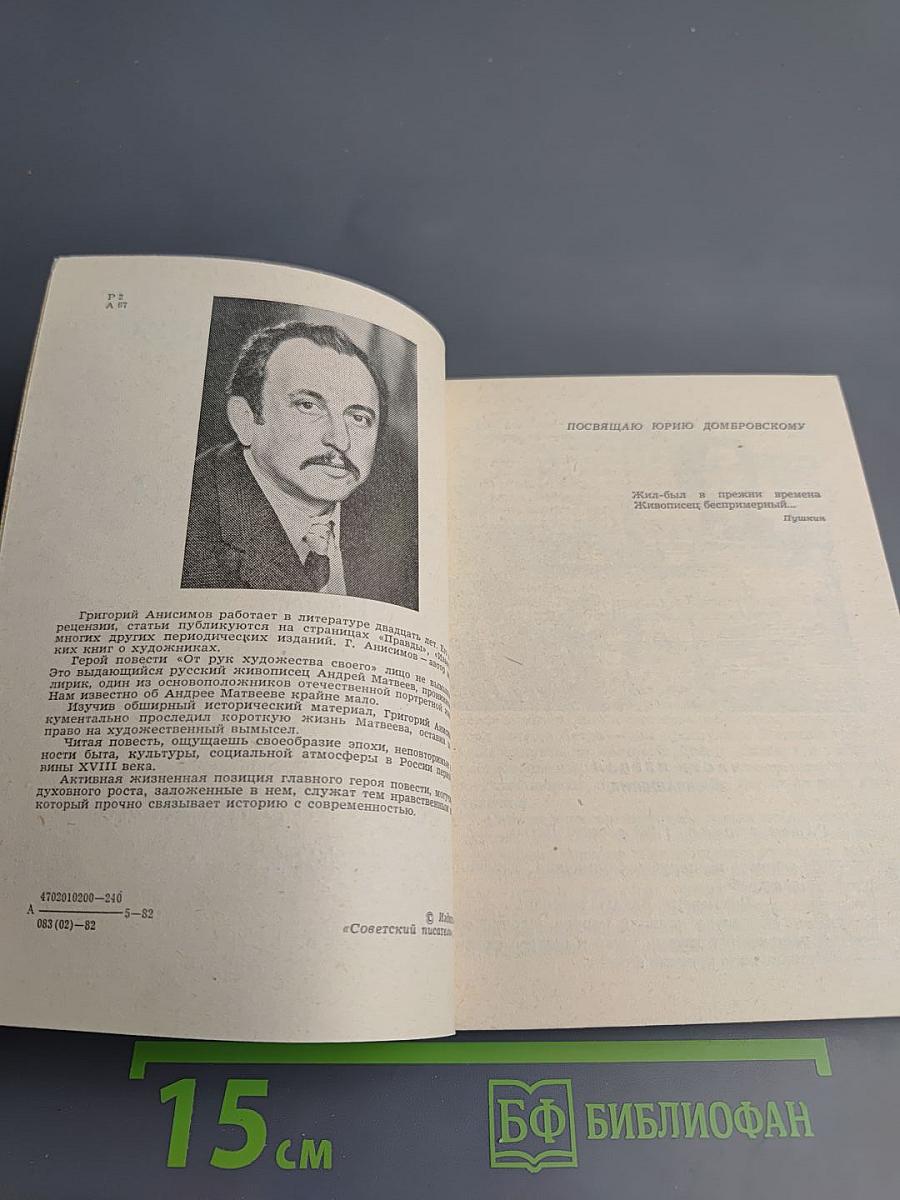 Р 2
А 67
Григорий Анисимов работает в литературе двадцать лет.
рецензии, статьи публикуются на страницах «Правды»,
многих других периодических изданий. Г. Анисимов — автор
ких книг о художниках.
Герой повести «От рук художества своего» лицо не
Это выдающийся русский живописец Андрей Матвеев,
лирик, один из основоположников отечественной портретной
Нам известно об Андрее Матвееве крайне мало.
Изучив обширный исторический материал, Григорий
кументально проследил короткую жизнь Матвеева, оставив
право на художественный вымысел.
Читая повесть, ощущаешь своеобразие эпохи,
ности быта, культуры, социальной атмосферы в России
вины XVIII века.
Активная жизненная позиция главного героя повести,
духовного роста, заложенные в нем, служат тем
который прочно связывает историю с современностью.
4702010200—240
А 5—82
083(02)—82
©
«Советский
ПОСВЯЩАЮ ЮРИЮ ДОМБРОВСКОМУ
Жил-был в прежни времена
Живописец беспримерный...
Пушкин
15 см
БФ БИБЛИОФАН